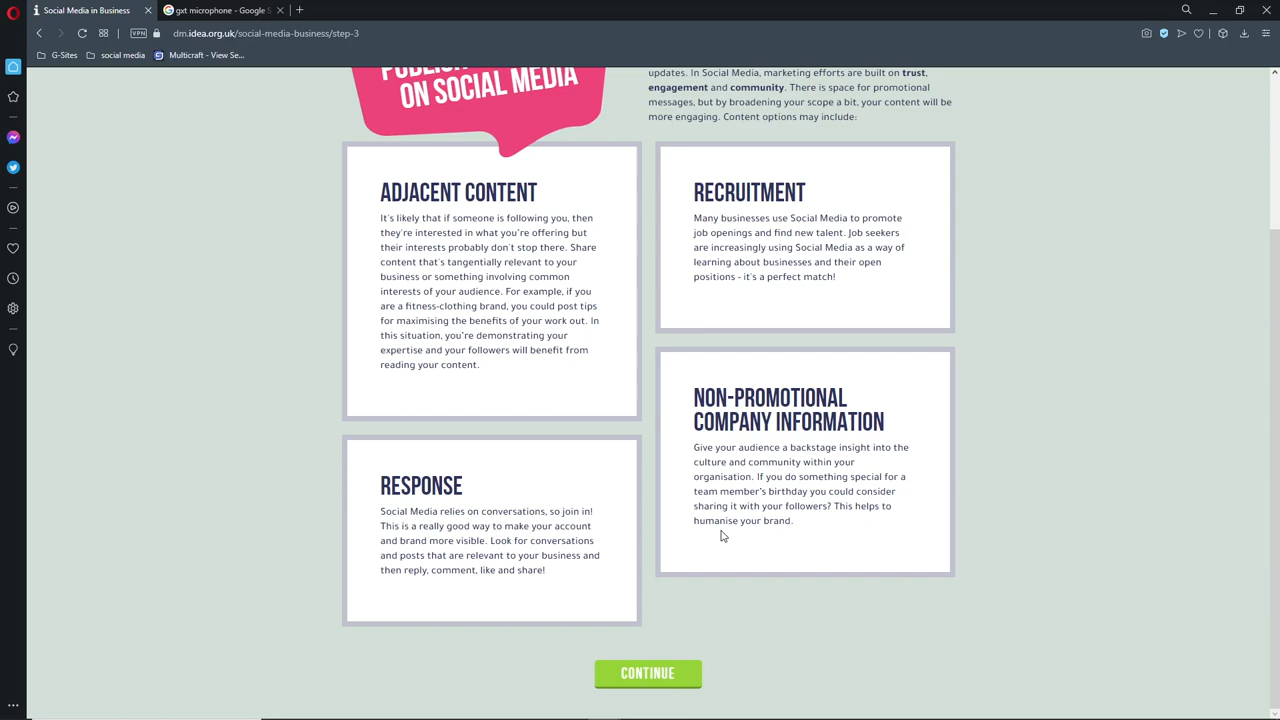 Social Media in Business
gxt microphone - Google S
VPN
dm.idea.org.uk/social-media-business/step-3
G-Sites
social media
Multicraft - View Se...
ON SOCIAL MEDIA
updates. In Social Media, marketing efforts are built on trust,
engagement and community. There is space for promotional
messages, but by broadening your scope a bit, your content will be
more engaging. Content options may include:
ADJACENT CONTENT
It's likely that if someone is following you, then
they're interested in what you're offering but
their interests probably don't stop there. Share
content that's tangentially relevant to your
business or something involving common
interests of your audience. For example, if you
are a fitness-clothing brand, you could post tips
for maximising the benefits of your work out. In
this situation, you're demonstrating your
expertise and your followers will benefit from
reading your content.
RECRUITMENT
Many businesses use Social Media to promote
job openings and find new talent. Job seekers
are increasingly using Social Media as a way of
learning about businesses and their open
positions - it's a perfect match!
RESPONSE
Social Media relies on conversations, so join in!
This is a really good way to make your account
and brand more visible. Look for conversations
and posts that are relevant to your business and
then reply, comment, like and share!
NON-PROMOTIONAL
COMPANY INFORMATION
Give your audience a backstage insight into the
culture and community within your
organisation. If you do something special for a
team member's birthday you could consider
sharing it with your followers? This helps to
humanise your brand.
CONTINUE